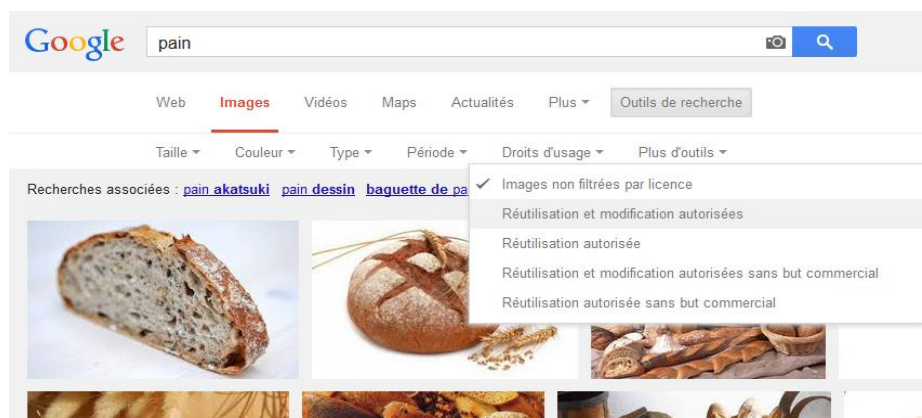 Google pain
Web Images Vidéos Maps Actualités Plus Outils de recherche
Taille Couleur Type Période Droits d'usage Plus d'outils
Recherches associées : pain akatsuki pain dessin baguette de pa
Images non filtrées par licence
Réutilisation et modification autorisées
Réutilisation autorisée
Réutilisation et modification autorisées sans but commercial
Réutilisation autorisée sans but commercial